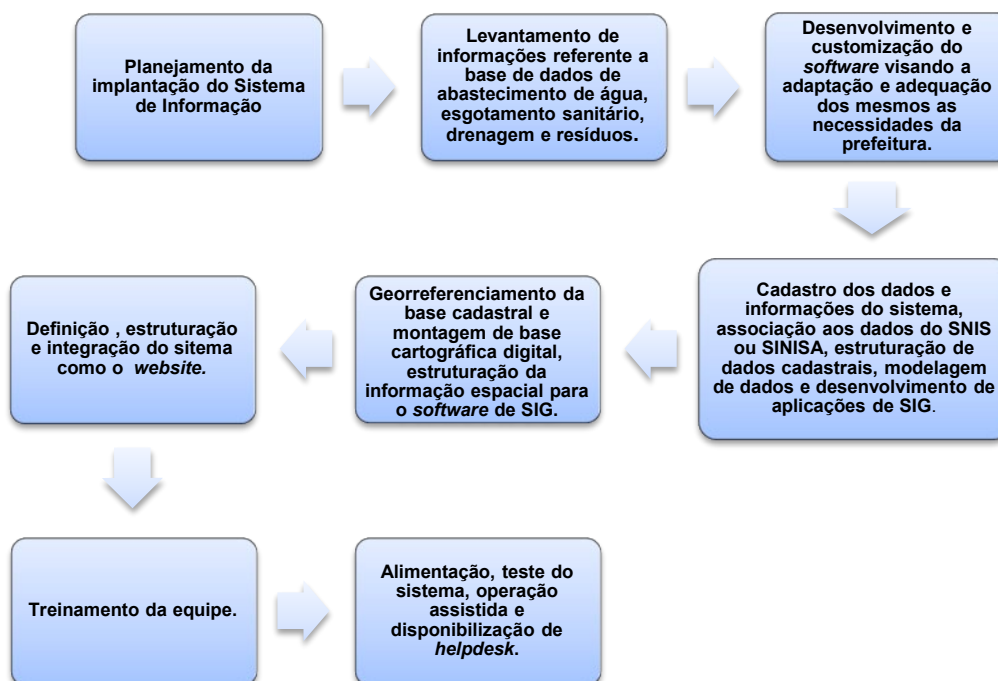 Planejamento da
implantação do Sistema
de Informação
Levantamento de
informações referente a
base de dados de
abastecimento de água,
esgotamento sanitário,
drenagem e resíduos.
Desenvolvimento e
customização do
software visando a
adaptação e adequação
dos mesmos as
necessidades da
prefeitura.
Cadastro dos dados e
informações do sistema,
associação aos dados do SNIS
ou SINISA, estruturação de
dados cadastrais, modelagem
de dados e desenvolvimento de
aplicações de SIG.
Georreferenciamento da
base cadastral e
montagem de base
cartográfica digital,
estruturação da
informação espacial para
o software de SIG.
Definição , estruturação
e integração do sitema
como o website.
Treinamento da equipe.
Alimentação, teste do
sistema, operação
assistida e
disponibilização de
helpdesk.